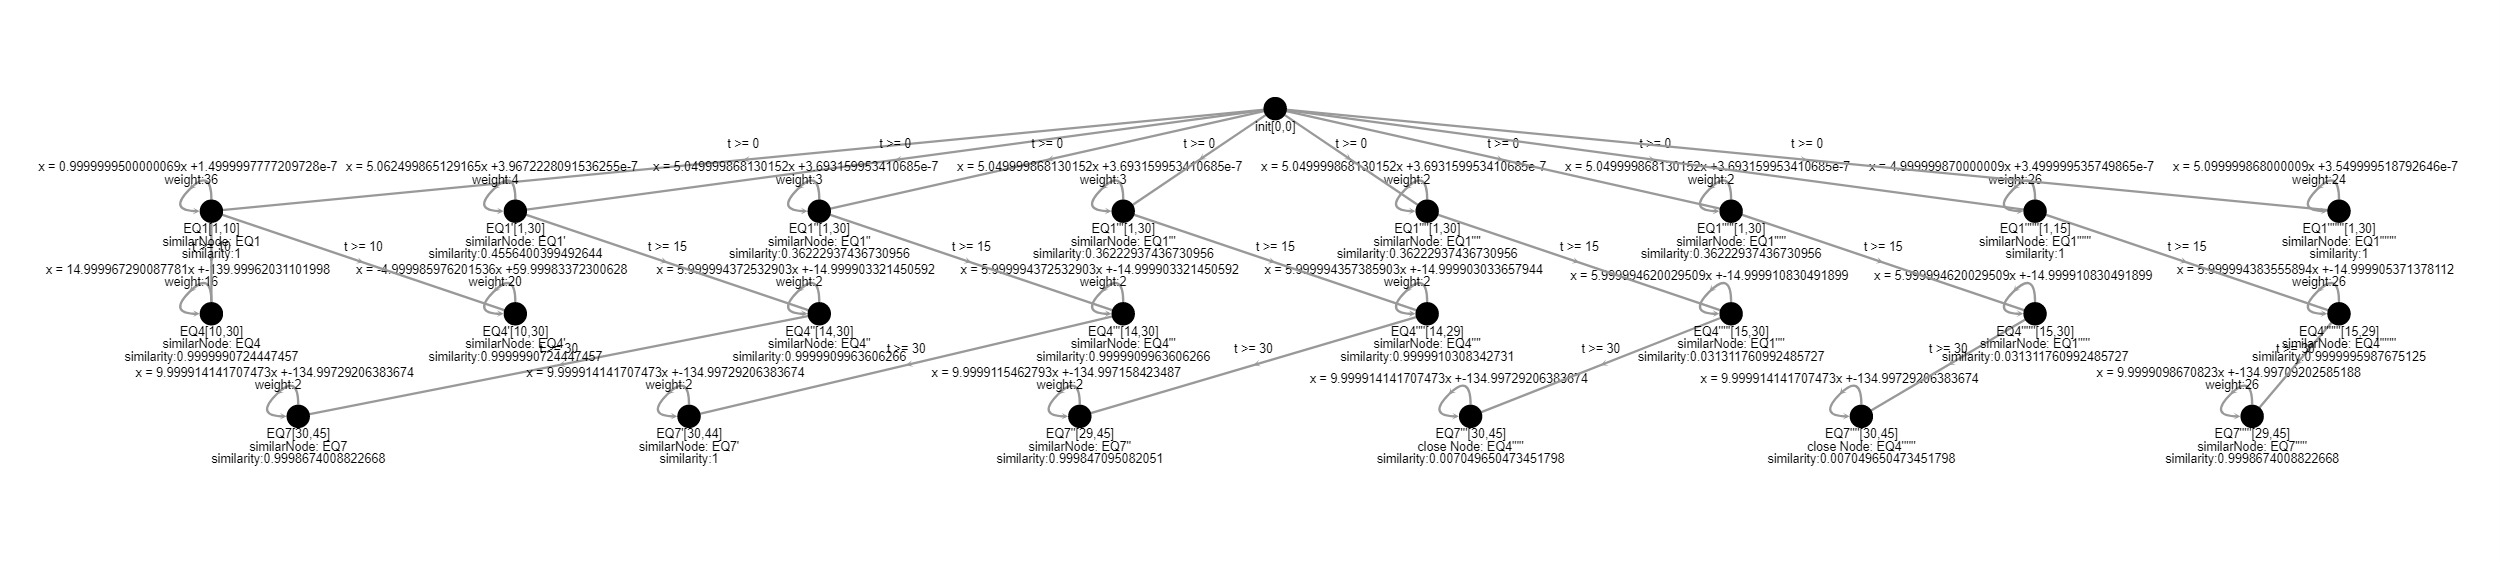 init[0,0]
t >= 0
t >= 0
t >= 0
t >= 0
t >= 0
t >= 0
t >= 0
t >= 0
x = 0.9999999500000069x +1.4999997777209728e-7
weight:36
x = 5.062499865129165x +3.9672228091536255e-7
weight:4
x = 5.049999868130152x +3.693159953410685e-7
weight:3
x = 5.049999868130152x +3.693159953410685e-7
weight:3
x = 5.049999868130152x +3.693159953410685e-7
weight:2
x = 5.049999868130152x +3.693159953410685e-7
weight:2
x = 4.999999870000009x +3.499999535749865e-7
weight:26
x = 5.099999868000009x +3.549999518792646e-7
weight:24
EQ1[1,10]
similarNode: EQ1
similarity:1
EQ1'[1,30]
similarNode: EQ1'
similarity:0.4556400399492644
EQ1''[1,30]
similarNode: EQ1''
similarity:0.36222937436730956
EQ1'''[1,30]
similarNode: EQ1'''
similarity:0.36222937436730956
EQ1''''[1,30]
similarNode: EQ1''''
similarity:0.36222937436730956
EQ1'''''[1,30]
similarNode: EQ1'''''
similarity:0.36222937436730956
EQ1''''''[1,15]
similarNode: EQ1''''''
similarity:1
EQ1'''''''[1,30]
similarNode: EQ1'''''''
similarity:1
t >= 10
t >= 10
t >= 15
t >= 15
t >= 15
t >= 15
t >= 15
t >= 15
x = 14.999967290087781x +-139.99962031101998
weight:16
x = -4.999985976201536x +59.99983372300628
weight:20
x = 5.999994372532903x +-14.999903321450592
weight:2
x = 5.999994372532903x +-14.999903321450592
weight:2
x = 5.999994357385903x +-14.999903033657944
weight:2
x = 5.999994620029509x +-14.999910830491899
x = 5.999994620029509x +-14.999910830491899
x = 5.999994383555894x +-14.999905371378112
weight:26
EQ4[10,30]
similarNode: EQ4
similarity:0.9999990724447457
EQ4'[10,30]
similarNode: EQ4'
similarity:0.9999990724447457
EQ4''[14,30]
similarNode: EQ4''
similarity:0.9999909963606266
EQ4'''[14,30]
similarNode: EQ4'''
similarity:0.9999909963606266
EQ4''''[14,29]
similarNode: EQ4''''
similarity:0.9999910308342731
EQ4'''''[15,30]
similarNode: EQ1'''''
similarity:0.031311760992485727
EQ4''''''[15,30]
similarNode: EQ1''''''
similarity:0.031311760992485727
EQ4'''''''[15,29]
similarNode: EQ4'''''''
similarity:0.9999995987675125
t >= 30
t >= 30
t >= 30
t >= 30
t >= 30
t >= 30
x = 9.999914141707473x +-134.99729206383674
weight:2
x = 9.999914141707473x +-134.99729206383674
weight:2
x = 9.9999115462793x +-134.997158423487
weight:2
x = 9.999914141707473x +-134.99729206383674
x = 9.999914141707473x +-134.99729206383674
x = 9.9999098670823x +-134.99709202585188
weight:26
EQ7[30,45]
similarNode: EQ7
similarity:0.9998674008822668
EQ7'[30,44]
similarNode: EQ7'
similarity:1
EQ7''[29,45]
similarNode: EQ7''
similarity:0.999847095082051
EQ7'''[30,45]
close Node: EQ4'''''
similarity:0.007049650473451798
EQ7''''[30,45]
close Node: EQ4''''''
similarity:0.007049650473451798
EQ7'''''[29,45]
similarNode: EQ7'''''
similarity:0.9998674008822668